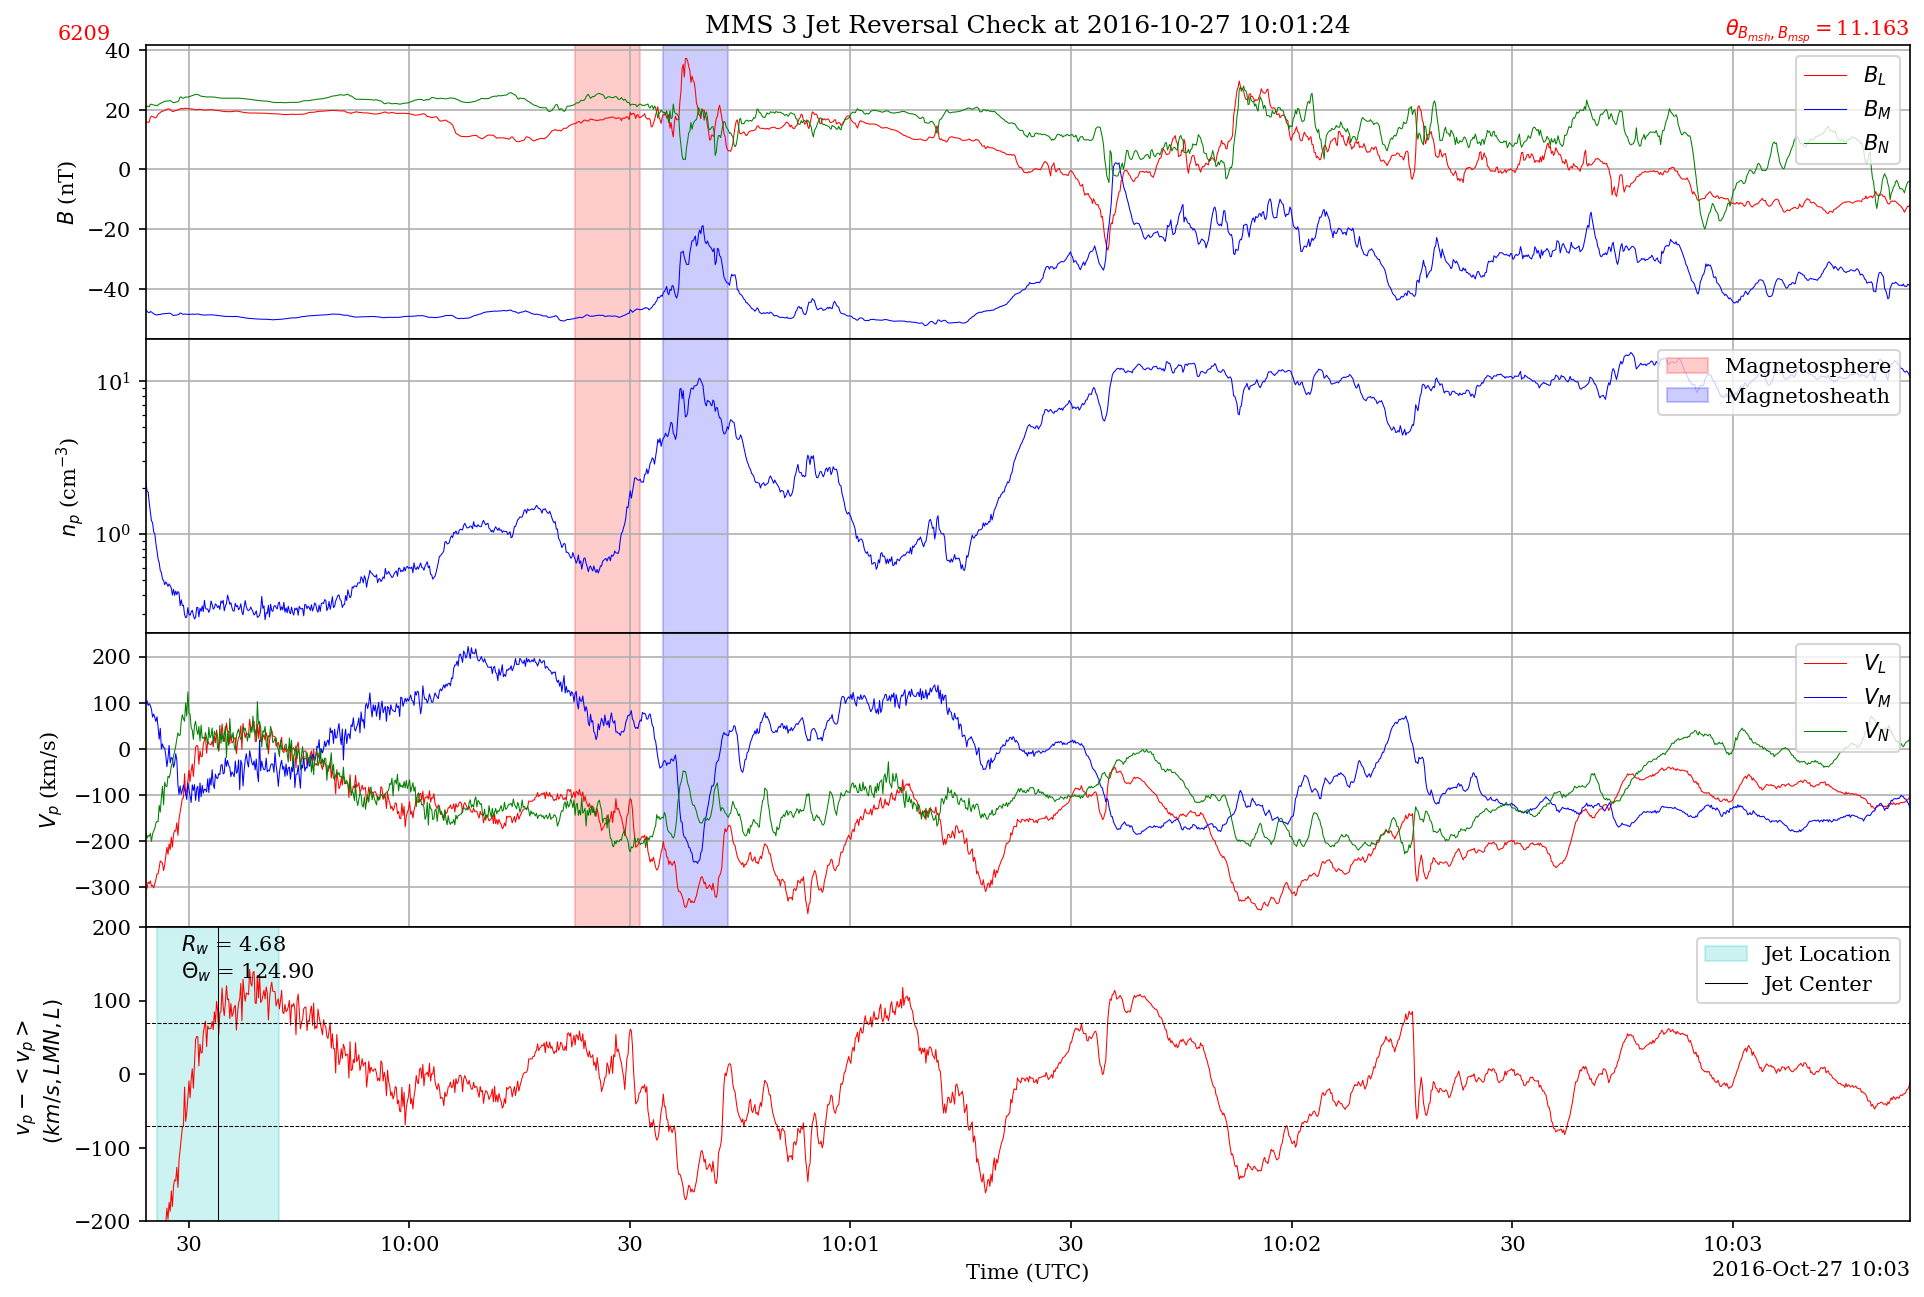 6209
MMS 3 Jet Reversal Check at 2016-10-27 10:01:24
θ_{B_{msh}, B_{msp}} = 11.163
B (nT)
40
20
0
−20
−40
B_L
B_M
B_N
n_p (cm⁻³)
10¹
10⁰
Magnetosphere
Magnetosheath
V_p (km/s)
200
100
0
−100
−200
−300
V_L
V_M
V_N
v_p − < v_p >
(km/s, LMN, L)
200
100
0
−100
−200
R_w = 4.68
Θ_w = 124.90
Jet Location
Jet Center
30 10:00 30 10:01 30 10:02 30 10:03
Time (UTC)
2016-Oct-27 10:03